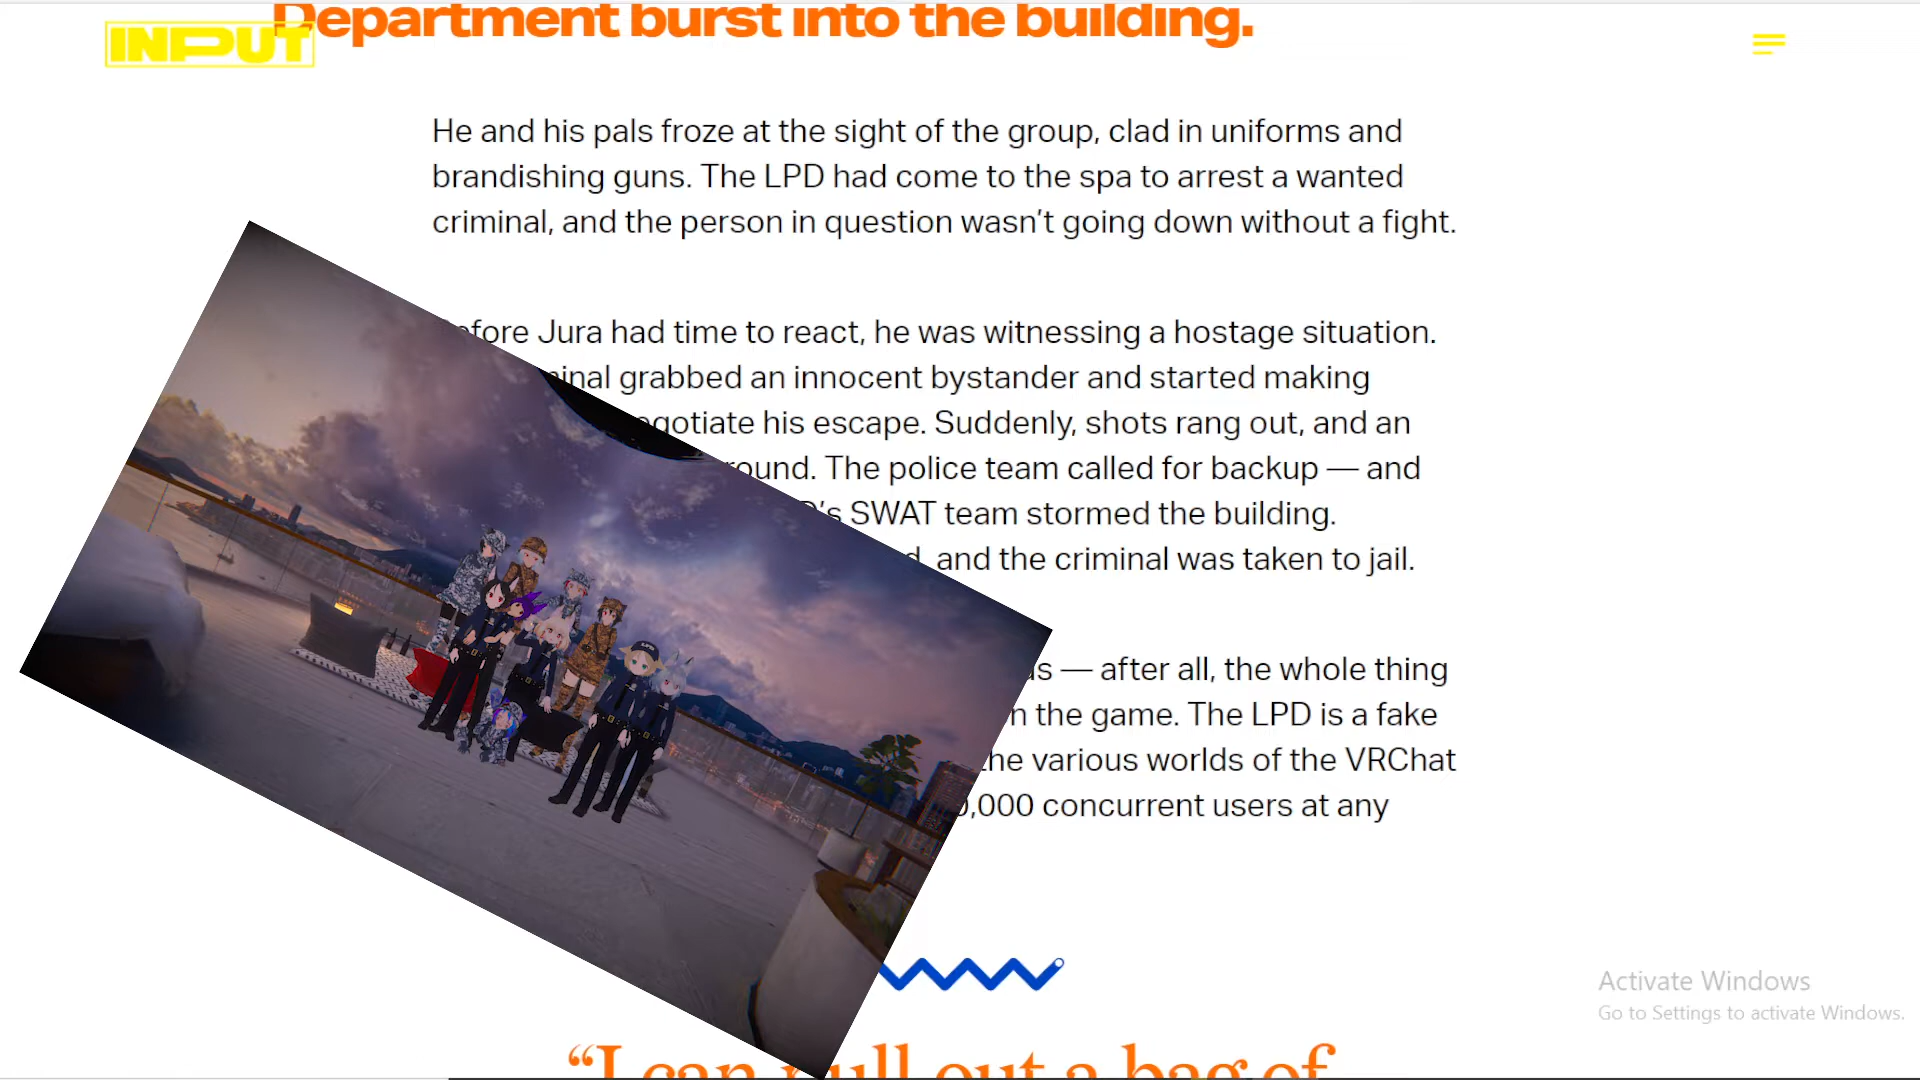 Department burst into the building.
INPUT
He and his pals froze at the sight of the group, clad in uniforms and
brandishing guns. The LPD had come to the spa to arrest a wanted
criminal, and the person in question wasn’t going down without a fight.
Jura had time to react, he was witnessing a hostage situation.
grabbed an innocent bystander and started making
his escape. Suddenly, shots rang out, and an
The police team called for backup — and
SWAT team stormed the building.
and the criminal was taken to jail.
— after all, the whole thing
the game. The LPD is a fake
the various worlds of the VRChat
concurrent users at any
“I can pull out a bag of
Activate Windows
Go to Settings to activate Windows.